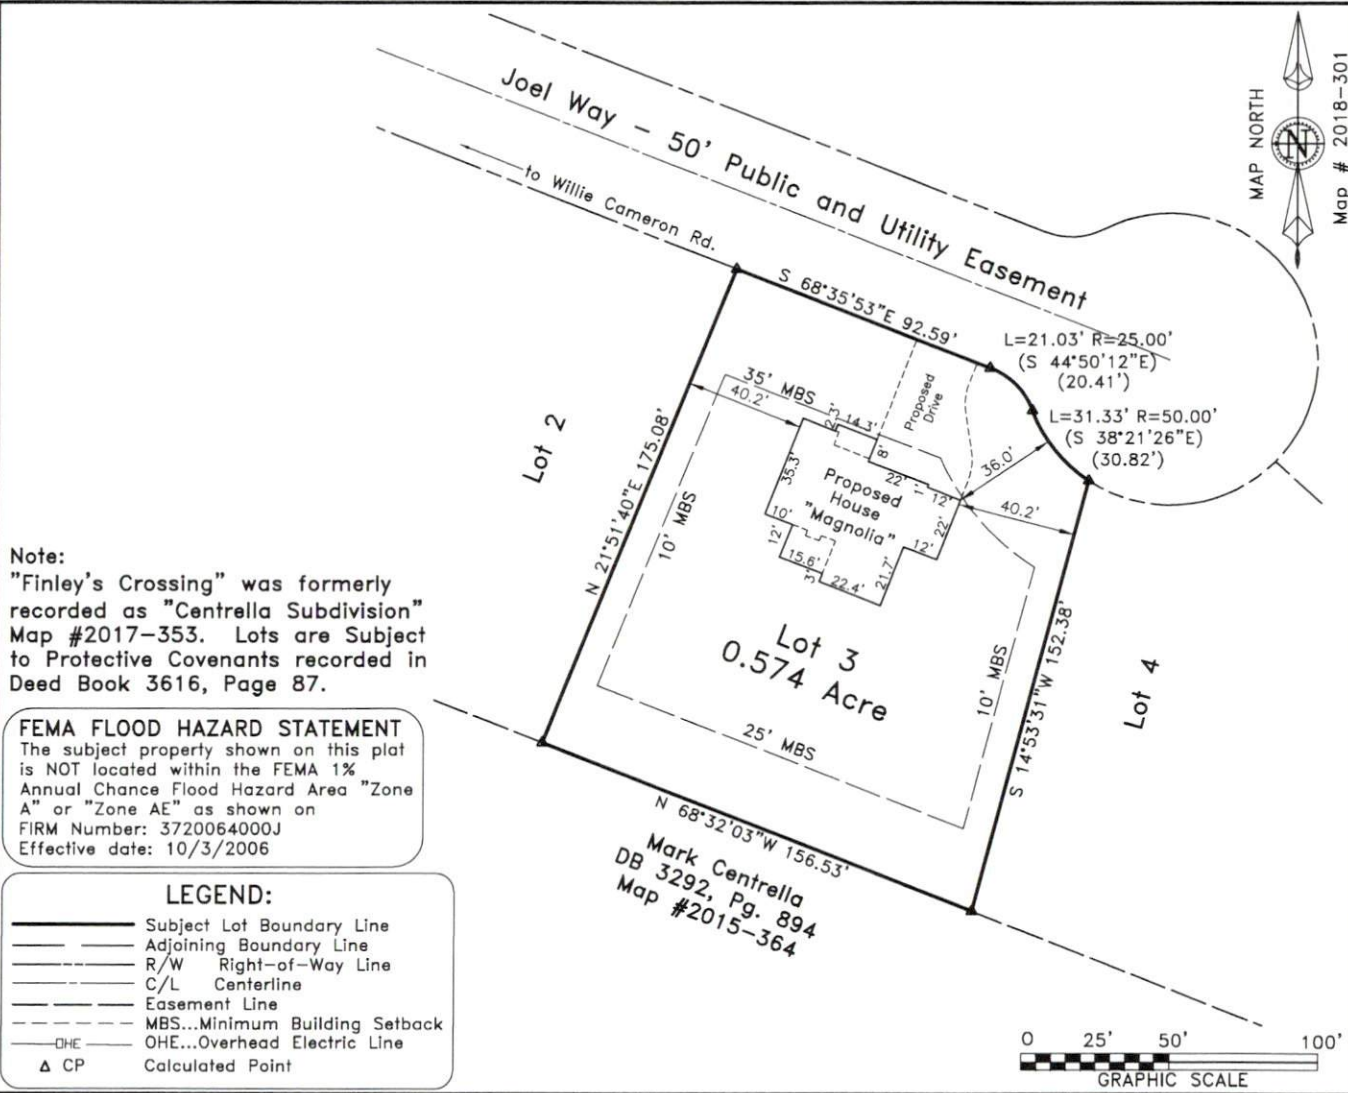 Joel Way - 50' Public and Utility Easement
to Willie Cameron Rd.
MAP NORTH
N
Map # 2018-301
S 68°35'53"E 92.59'
L=21.03' R=25.00'
(S 44°50'12"E)
(20.41')
L=31.33' R=50.00'
(S 38°21'26"E)
(30.82')
35' MBS
40.2'
Proposed
Drive
2.3'
14.3'
8'
22'
1'
12'
36.0'
40.2'
35.3'
Proposed
House
"Magnolia"
22'
10'
12'
12'
15.6'
3'
22.4'
21.7'
Lot 2
N 21°51'40"E 175.08'
10' MBS
Lot 3
0.574 Acre
10' MBS
S 14°53'31"W 152.38'
Lot 4
25' MBS
N 68°32'03"W 156.53'
Mark Centrella
DB 3292, Pg. 894
Map #2015-364
Note:
"Finley's Crossing" was formerly
recorded as "Centrella Subdivision"
Map #2017-353. Lots are Subject
to Protective Covenants recorded in
Deed Book 3616, Page 87.
FEMA FLOOD HAZARD STATEMENT
The subject property shown on this plat
is NOT located within the FEMA 1%
Annual Chance Flood Hazard Area "Zone
A" or "Zone AE" as shown on
FIRM Number: 3720064000J
Effective date: 10/3/2006
LEGEND:
Subject Lot Boundary Line
Adjoining Boundary Line
R/W Right-of-Way Line
C/L Centerline
Easement Line
MBS...Minimum Building Setback
OHE OHE...Overhead Electric Line
CP Calculated Point
0 25' 50' 100'
GRAPHIC SCALE